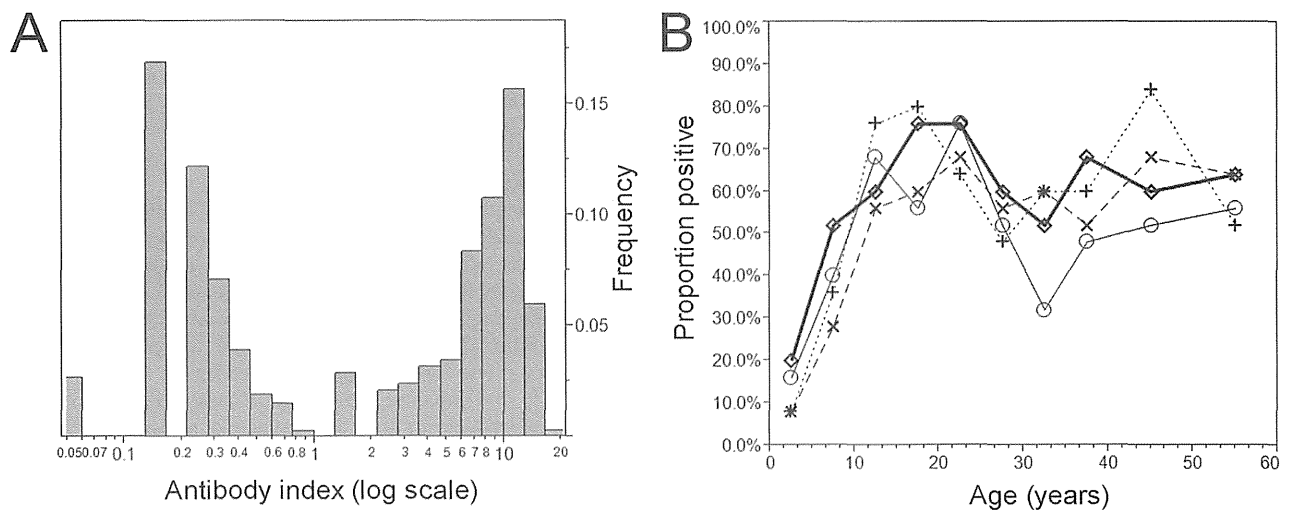 A
0.15
0.10
0.05
Frequency
0.050.07 0.1 0.2 0.3 0.4 0.6 0.8 1 2 3 4 5 6 7 8 10 20
Antibody index (log scale)
B
100.0%
90.0%
80.0%
70.0%
60.0%
50.0%
40.0%
30.0%
20.0%
10.0%
0.0%
Proportion positive
0 10 20 30 40 50 60
Age (years)